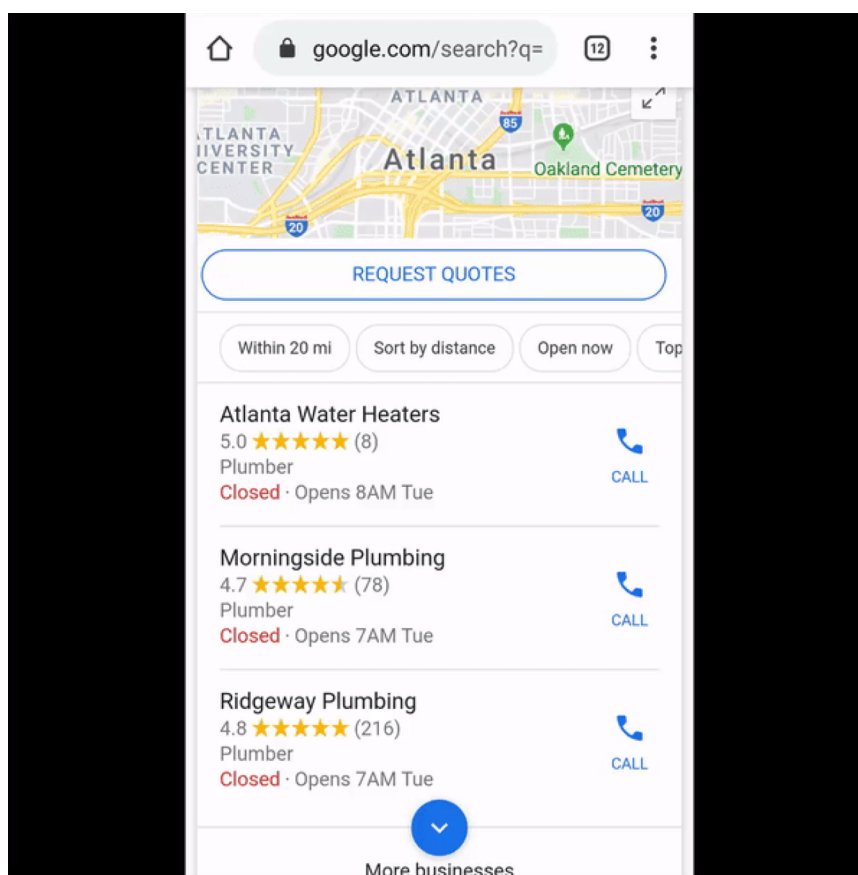 google.com/search?q=
12
ATLANTA
85
TLANTA
IIVERSITY
CENTER
Atlanta
Oakland Cemetery
20
20
REQUEST QUOTES
Within 20 mi
Sort by distance
Open now
Top
Atlanta Water Heaters
5.0 ★★★★★ (8)
Plumber
CALL
Closed · Opens 8AM Tue
Morningside Plumbing
4.7 ★★★★★ (78)
Plumber
CALL
Closed · Opens 7AM Tue
Ridgeway Plumbing
4.8 ★★★★★ (216)
Plumber
CALL
Closed · Opens 7AM Tue
More businesses